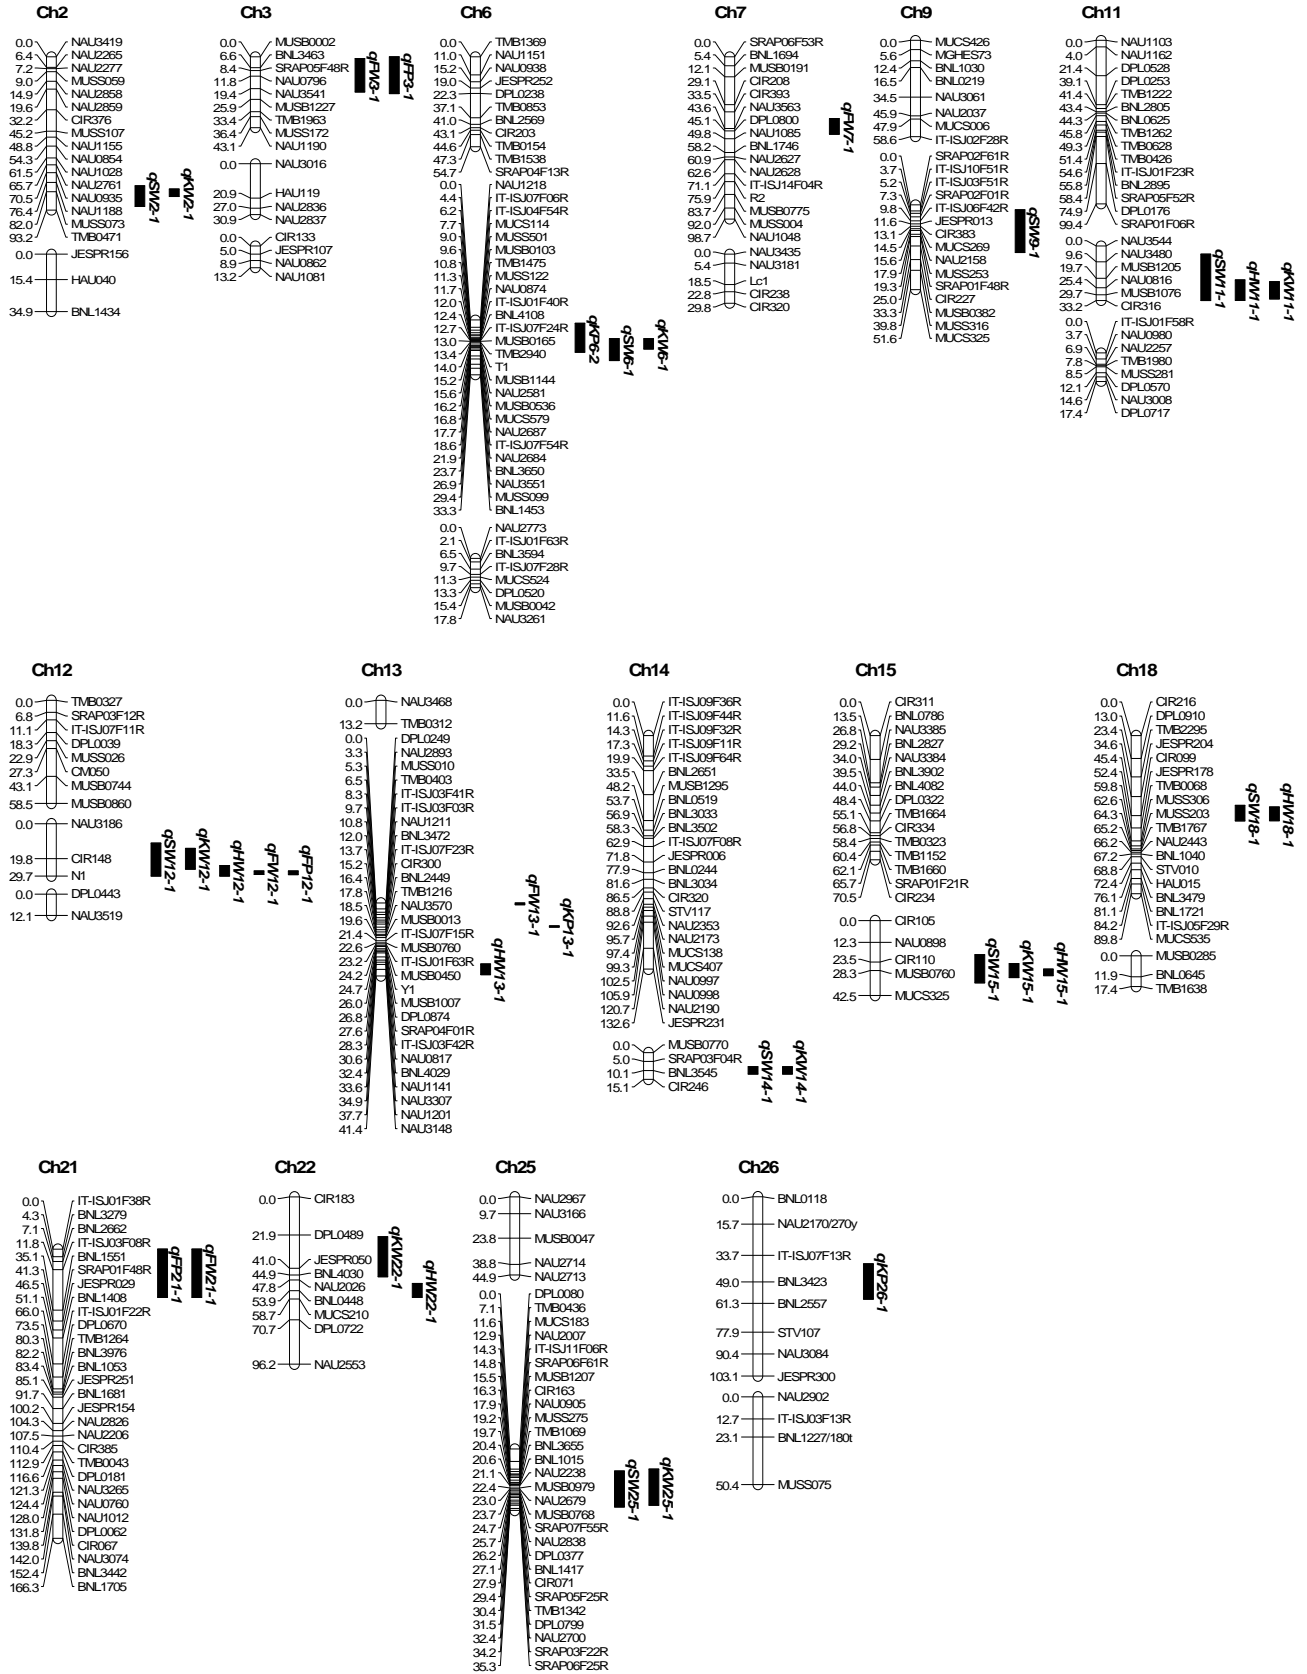 Ch2
0.0 NAU3419
6.4 NAU2265
7.2 NAU2277
9.0 MUSS059
14.9 NAU2858
19.6 NAU2859
32.2 CIR376
45.2 MUSS107
48.8 NAU1155
54.3 NAU0854
61.5 NAU1028
65.7 NAU2761
70.5 NAU0935
76.4 NAU1188
82.0 MUSS073
93.2 TMB0471
qSW2-1
qKW2-1
0.0 JESPR156
15.4 HAU040
34.9 BNL1434
Ch3
0.0 MUSB0002
6.6 BNL3463
8.4 SRAP05F48R
11.8 NAU0796
19.4 NAU3541
25.9 MUSB1227
33.4 TMB1963
36.4 MUSS172
43.1 NAU1190
qFW3-1
qFP3-1
0.0 NAU3016
20.9 HAU119
27.0 NAU2836
30.9 NAU2837
0.0 CIR133
5.0 JESPR107
8.9 NAU0862
13.2 NAU1081
Ch6
0.0 TMB1369
11.0 NAU1151
15.2 NAU0938
19.0 JESPR252
22.3 DPL0238
37.1 TMB0853
41.0 BNL2569
43.1 CIR203
44.6 TMB0154
47.3 TMB1538
54.7 SRAP04F13R
0.0 NAU1218
4.4 IT-ISJ07F06R
6.2 IT-ISJ04F54R
7.7 MUCS114
9.0 MUSS501
9.6 MUSB0103
10.8 TMB1475
11.3 MUSS122
11.7 NAU0874
12.0 IT-ISJ01F40R
12.4 BNL4108
12.7 IT-ISJ07F24R
13.0 MUSB0165
13.4 TMB2940
14.0 T1
15.2 MUSB1144
15.6 NAU2581
16.2 MUSB0536
16.8 MUCS579
17.7 NAU2687
18.6 IT-ISJ07F54R
21.9 NAU2684
23.7 BNL3650
26.9 NAU3551
29.4 MUSS099
33.3 BNL1453
qKP6-2
qSW6-1
qKW6-1
0.0 NAU2773
2.1 IT-ISJ01F63R
6.5 BNL3594
9.7 IT-ISJ07F28R
11.3 MUCS524
13.3 DPL0520
15.4 MUSB0042
17.8 NAU3261
Ch7
0.0 SRAP06F53R
5.4 BNL1694
12.1 MUSB0191
29.1 CIR208
33.5 CIR393
43.6 NAU3563
45.1 DPL0800
49.8 NAU1085
58.2 BNL1746
60.9 NAU2627
62.6 NAU2628
71.1 IT-ISJ14F04R
75.9 R2
83.7 MUSB0775
92.0 MUSS004
98.7 NAU1048
qFW7-1
0.0 NAU3435
5.4 NAU3181
18.5 Lc1
22.8 CIR238
29.8 CIR320
Ch9
0.0 MUCS426
5.6 MGHES73
12.4 BNL1030
16.5 BNL0219
34.5 NAU3061
45.9 NAU2037
47.9 MUCS006
58.6 IT-ISJ02F28R
0.0 SRAP02F61R
3.7 IT-ISJ10F51R
5.2 IT-ISJ03F51R
7.3 SRAP02F01R
9.8 IT-ISJ06F42R
11.6 JESPR013
13.1 CIR383
14.5 MUCS269
15.6 NAU2158
17.9 MUSS253
19.3 SRAP01F48R
25.0 CIR227
33.3 MUSB0382
39.8 MUSS316
51.6 MUCS325
qSW9-1
Ch11
0.0 NAU1103
4.0 NAU1162
21.4 DPL0528
39.1 DPL0253
41.4 TMB1222
43.4 BNL2805
44.3 BNL0625
45.8 TMB1262
49.3 TMB0628
51.4 TMB0426
54.6 IT-ISJ01F23R
55.8 BNL2895
58.4 SRAP05F52R
74.9 DPL0176
99.4 SRAP01F06R
0.0 NAU3544
9.6 NAU3480
19.7 MUSB1205
25.4 NAU0816
29.7 MUSB1076
33.2 CIR316
qSW11-1
qHW11-1
qKW11-1
0.0 IT-ISJ01F58R
3.7 NAU0980
6.9 NAU2257
7.8 TMB1980
8.5 MUSS281
12.1 DPL0570
14.6 NAU3008
17.4 DPL0717
Ch12
0.0 TMB0327
6.8 SRAP03F12R
11.1 IT-ISJ07F11R
18.3 DPL0039
22.9 MUSS026
27.3 CM050
43.1 MUSB0744
58.5 MUSB0860
0.0 NAU3186
19.8 CIR148
29.7 N1
qSW12-1
qKW12-1
qHW12-1
qFW12-1
qFP12-1
0.0 DPL0443
12.1 NAU3519
Ch13
0.0 NAU3468
13.2 TMB0312
0.0 DPL0249
3.3 NAU2893
5.3 MUSS010
6.5 TMB0403
8.3 IT-ISJ03F41R
9.7 IT-ISJ03F03R
10.8 NAU1211
12.0 BNL3472
13.7 IT-ISJ07F23R
15.2 CIR300
16.4 BNL2449
17.8 TMB1216
18.5 NAU3570
19.6 MUSB0013
21.4 IT-ISJ07F15R
22.6 MUSB0760
23.2 IT-ISJ01F63R
24.2 MUSB0450
24.7 Y1
26.0 MUSB1007
26.8 DPL0874
27.6 SRAP04F01R
28.3 IT-ISJ03F42R
30.6 NAU0817
32.4 BNL4029
33.6 NAU1141
34.9 NAU3307
37.7 NAU1201
41.4 NAU3148
qHW13-1
qFW13-1
qKP13-1
Ch14
0.0 IT-ISJ09F36R
11.6 IT-ISJ09F44R
14.3 IT-ISJ09F32R
17.3 IT-ISJ09F11R
19.9 IT-ISJ09F64R
33.5 BNL2651
48.2 MUSB1295
53.7 BNL0519
56.9 BNL3033
58.3 BNL3502
62.9 IT-ISJ07F08R
71.8 JESPR006
77.9 BNL0244
81.6 BNL3034
86.5 CIR320
88.8 STV117
92.6 NAU2353
95.7 NAU2173
97.4 MUCS138
99.3 MUCS407
102.5 NAU0997
105.9 NAU0998
120.7 NAU2190
132.6 JESPR231
0.0 MUSB0770
5.0 SRAP03F04R
10.1 BNL3545
15.1 CIR246
qSW14-1
qKW14-1
Ch15
0.0 CIR311
13.5 BNL0786
26.8 NAU3385
29.2 BNL2827
34.0 NAU3384
39.5 BNL3902
44.0 BNL4082
48.4 DPL0322
55.1 TMB1664
56.8 CIR334
58.4 TMB0323
60.4 TMB1152
62.1 TMB1660
65.7 SRAP01F21R
70.5 CIR234
0.0 CIR105
12.3 NAU0898
23.5 CIR110
28.3 MUSB0760
42.5 MUCS325
qSW15-1
qKW15-1
qHW15-1
Ch18
0.0 CIR216
13.0 DPL0910
23.4 TMB2295
34.6 JESPR204
45.4 CIR099
52.4 JESPR178
59.8 TMB0068
62.6 MUSS306
64.3 MUSS203
65.2 TMB1767
66.2 NAU2443
67.2 BNL1040
68.8 STV010
72.4 HAU015
76.1 BNL3479
81.1 BNL1721
84.2 IT-ISJ05F29R
89.8 MUCS535
qSW18-1
qHW18-1
0.0 MUSB0285
11.9 BNL0645
17.4 TMB1638
Ch21
0.0 IT-ISJ01F38R
4.3 BNL3279
7.1 BNL2662
11.8 IT-ISJ03F08R
35.1 BNL1551
41.3 SRAP01F48R
46.5 JESPR029
51.1 BNL1408
66.0 IT-ISJ01F22R
73.5 DPL0670
80.3 TMB1264
82.2 BNL3976
83.4 BNL1053
85.1 JESPR251
91.7 BNL1681
100.2 JESPR154
104.3 NAU2826
107.5 NAU2206
110.4 CIR385
112.9 TMB0043
116.6 DPL0181
121.3 NAU3265
124.4 NAU0760
128.0 NAU1012
131.8 DPL0062
139.8 CIR067
142.0 NAU3074
152.4 BNL3442
166.3 BNL1705
qFP21-1
qFW21-1
Ch22
0.0 CIR183
21.9 DPL0489
41.0 JESPR050
44.9 BNL4030
47.8 NAU2026
53.9 BNL0448
58.7 MUCS210
70.7 DPL0722
96.2 NAU2553
qKW22-1
qHW22-1
Ch25
0.0 NAU2967
9.7 NAU3166
23.8 MUSB0047
38.8 NAU2714
44.9 NAU2713
0.0 DPL0080
7.1 TMB0436
11.6 MUCS183
12.9 NAU2007
14.3 IT-ISJ11F06R
14.8 SRAP06F61R
15.5 MUSB1207
16.3 CIR163
17.9 NAU0905
19.2 MUSS275
19.7 TMB1069
20.4 BNL3655
20.6 BNL1015
21.1 NAU2238
22.4 MUSB0979
23.0 NAU2679
23.7 MUSB0768
24.7 SRAP07F55R
25.7 NAU2838
26.2 DPL0377
27.1 BNL1417
27.9 CIR071
29.4 SRAP05F25R
30.4 TMB1342
31.5 DPL0799
32.4 NAU2700
34.2 SRAP03F22R
35.3 SRAP06F25R
qSW25-1
qKW25-1
Ch26
0.0 BNL0118
15.7 NAU2170/270y
33.7 IT-ISJ07F13R
49.0 BNL3423
61.3 BNL2557
77.9 STV107
90.4 NAU3084
103.1 JESPR300
qKP26-1
0.0 NAU2902
12.7 IT-ISJ03F13R
23.1 BNL1227/180t
50.4 MUSS075